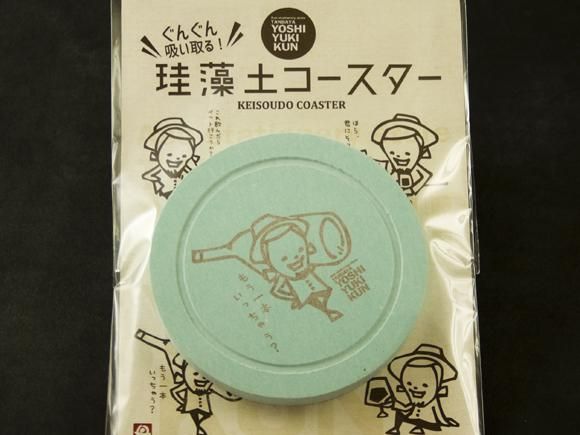 ぐんぐん
吸い取る！
TANBAYA
YOSHI
YUKI
KUN
珪藻土コースター
KEISOUDO COASTER
ほら、
もう一本
いっちゃう？
YOSHI
YUKI
KUN
もう一本
いっちゃう？